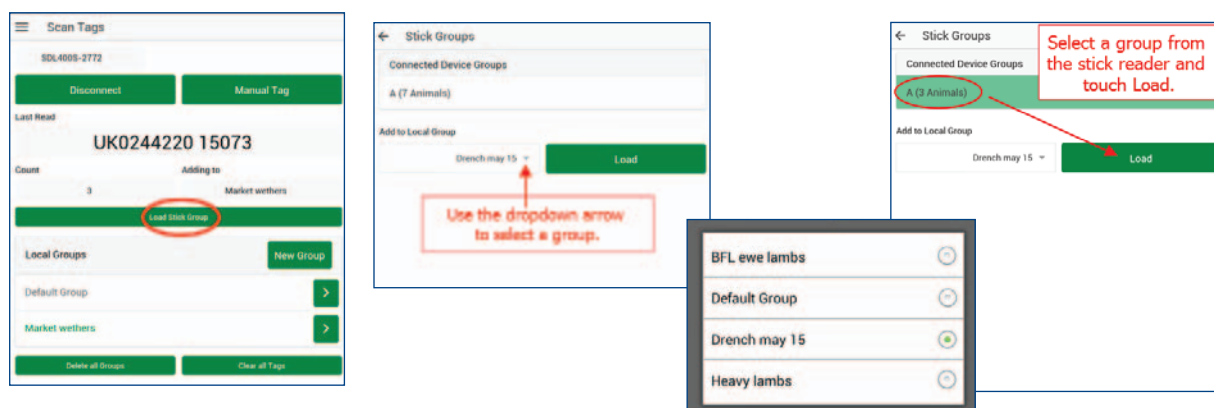 Scan Tags
SDL400S-2772
Disconnect
Manual Tag
Last Read
UK0244220 15073
Count
Adding to
3
Market wethers
Load Stick Group
Local Groups
New Group
Default Group
Market wethers
Delete all Groups
Clear all Tags
Stick Groups
Connected Device Groups
A (7 Animals)
Add to Local Group
Drench may 15
Load
Use the dropdown arrow
to select a group.
BFL ewe lambs
Default Group
Drench may 15
Heavy lambs
Stick Groups
Connected Device Groups
A (3 Animals)
Add to Local Group
Drench may 15
Load
Select a group from
the stick reader and
touch Load.